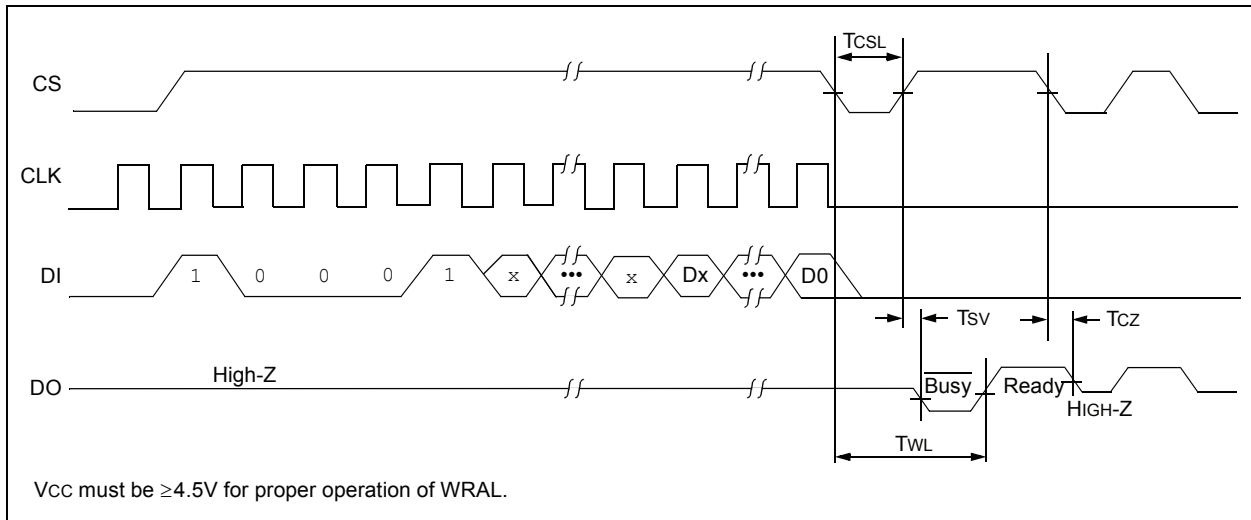 TCSL
CS
CLK
DI 1 0 0 0 1 x ••• x Dx ••• D0
TSV TCZ
High-Z
DO Busy Ready
HIGH-Z
TWL
VCC must be ≥4.5V for proper operation of WRAL.